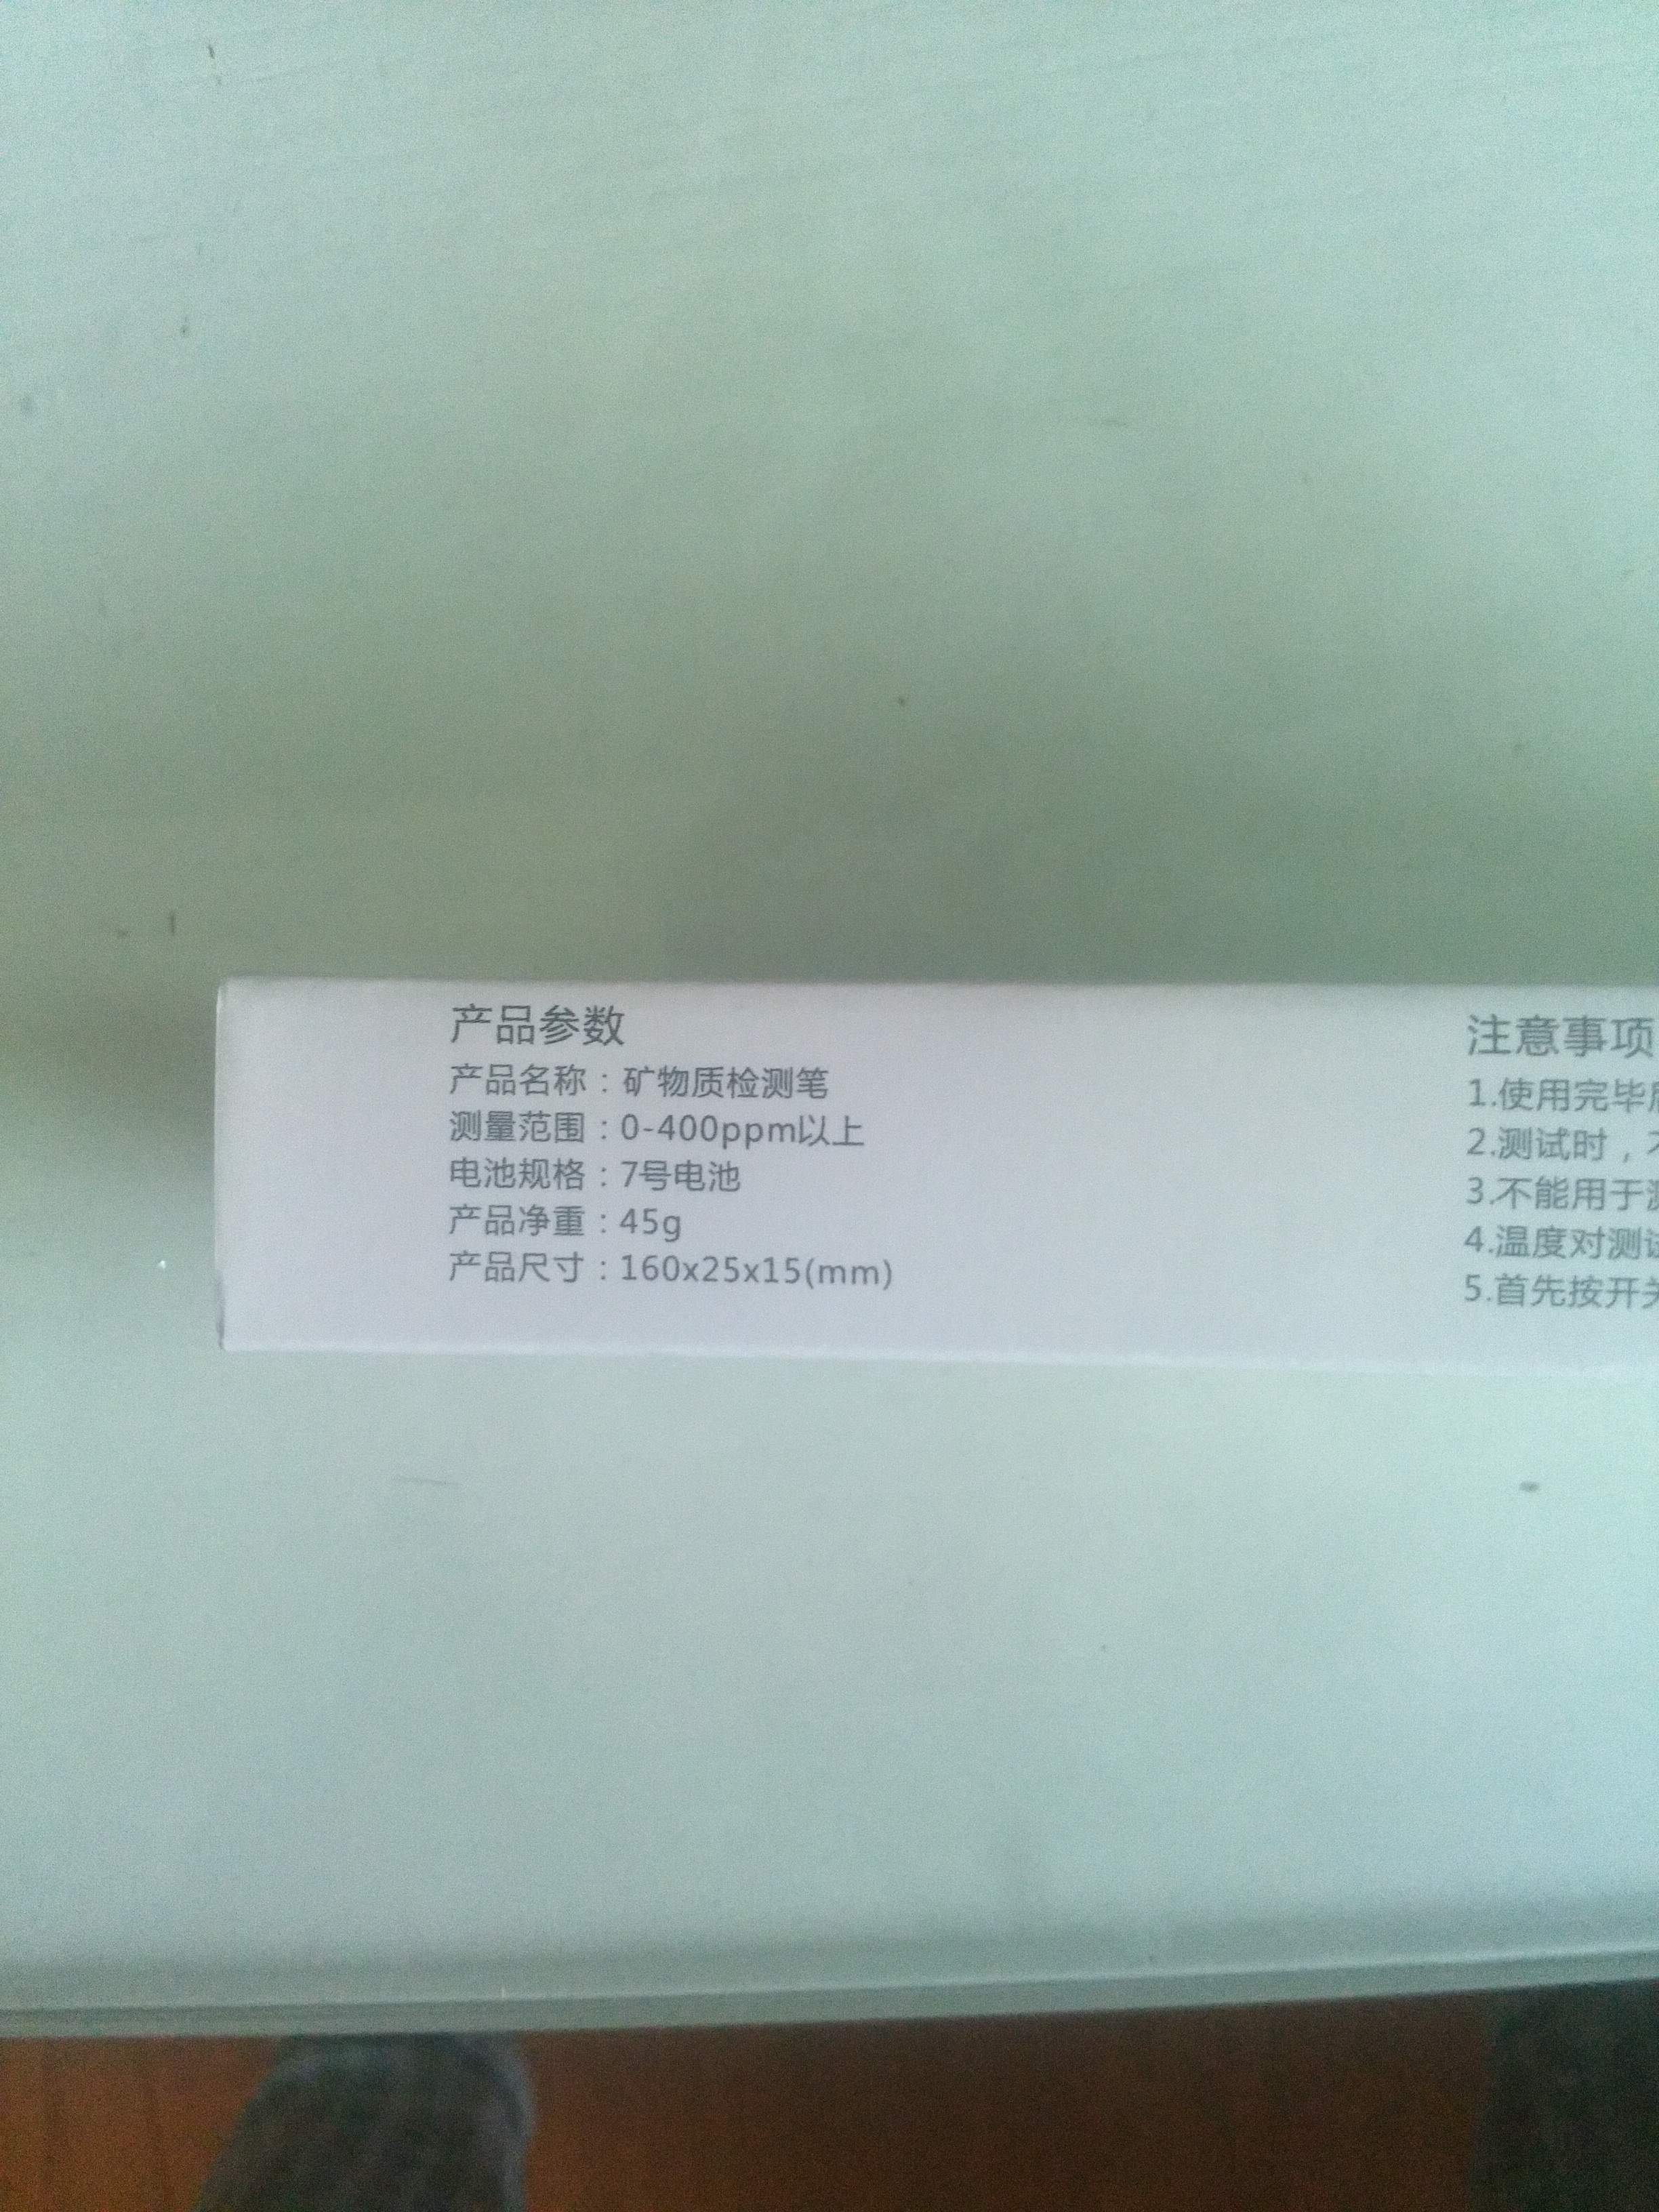 产品参数
产品名称：矿物质检测笔
测量范围：0-400ppm以上
电池规格：7号电池
产品净重：45g
产品尺寸：160x25x15(mm)
注意事项
1.使用完毕
2.测试时，
3.不能用于
4.温度对测
5.首先按开